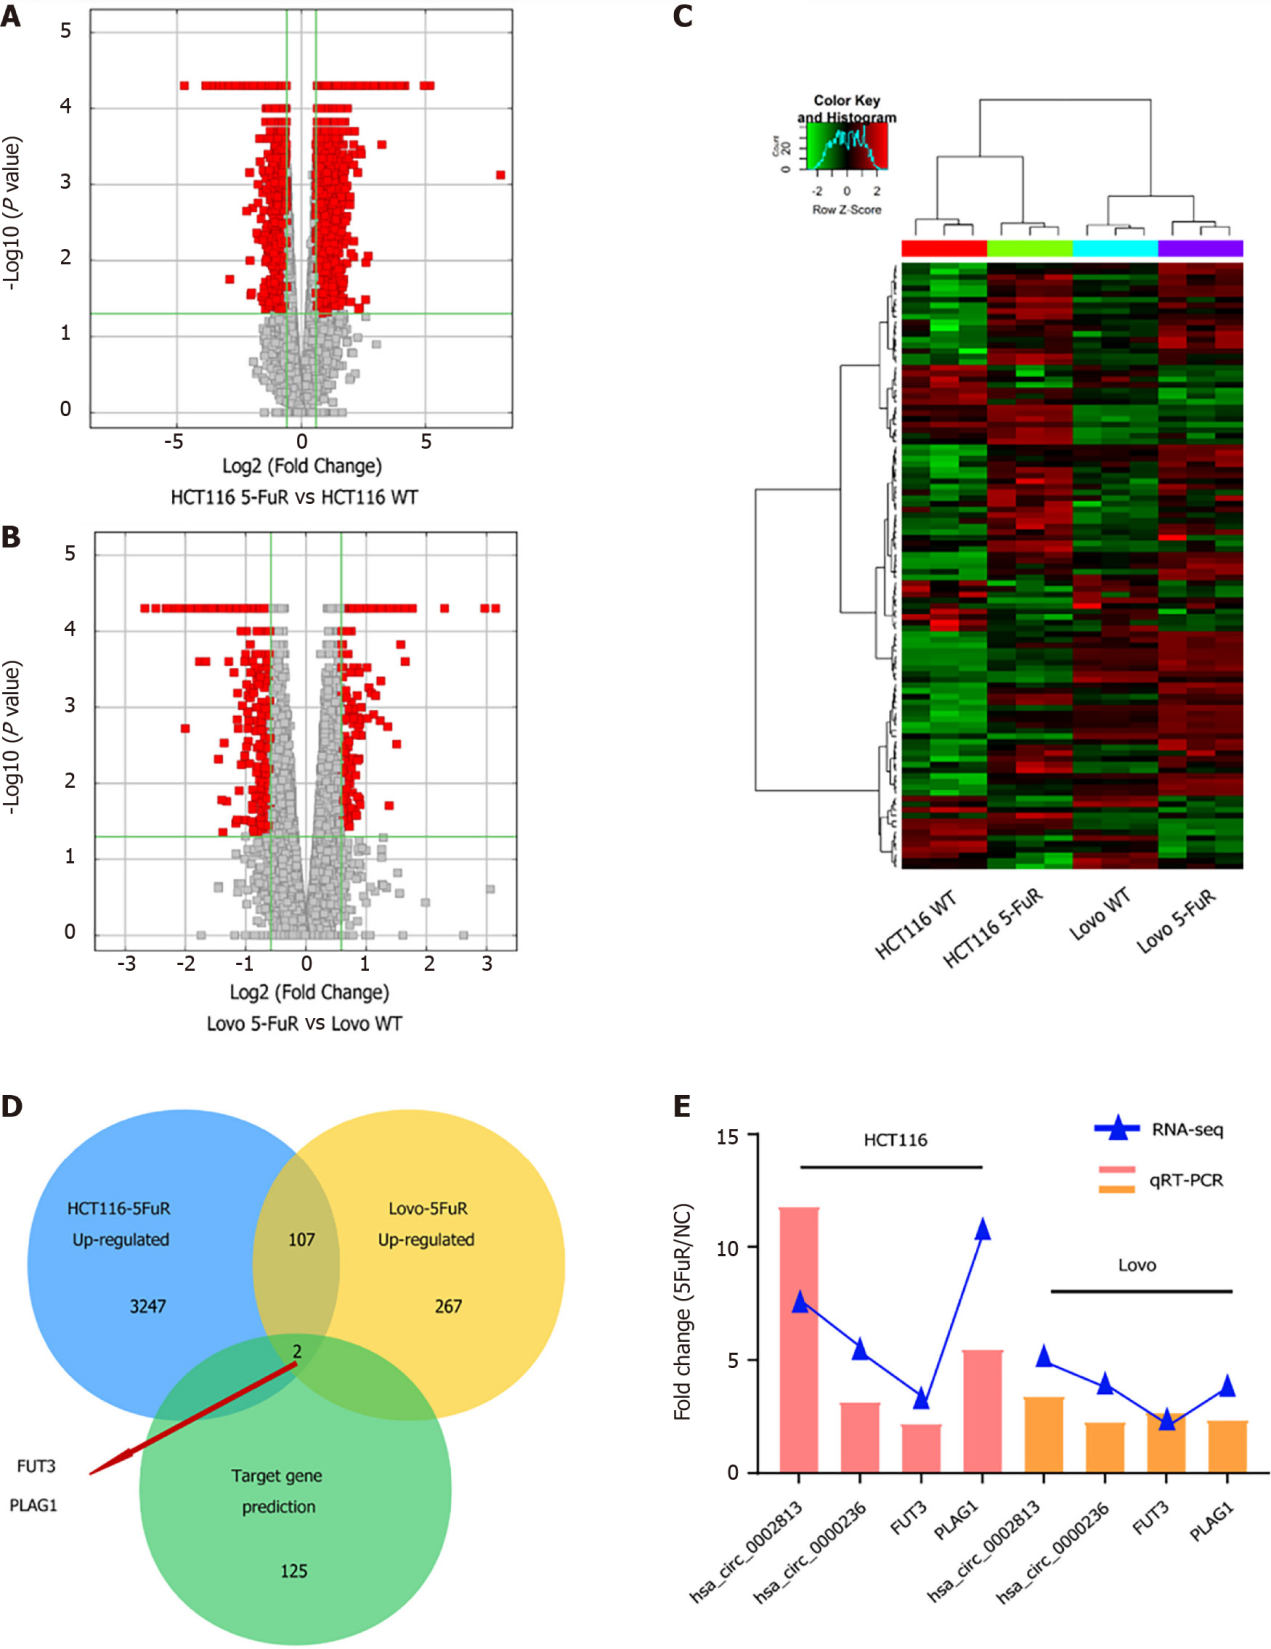 A
5
4
3
2
1
0
-Log10 (P value)
-5
0
5
Log2 (Fold Change)
HCT116 5-FuR vs HCT116 WT
B
5
4
3
2
1
0
-Log10 (P value)
-3
-2
-1
0
1
2
3
Log2 (Fold Change)
Lovo 5-FuR vs Lovo WT
C
Color Key
and Histogram
Count
0
20
-2
0
2
Row Z-Score
HCT116 WT
HCT116 5-FuR
Lovo WT
Lovo 5-FuR
D
HCT116-5FuR
Up-regulated
3247
107
Lovo-5FuR
Up-regulated
267
2
FUT3
PLAG1
Target gene
prediction
125
E
15
10
5
0
Fold change (5FuR/NC)
HCT116
Lovo
RNA-seq
qRT-PCR
hsa_circ_0002813
hsa_circ_0000236
FUT3
PLAG1
hsa_circ_0002813
hsa_circ_0000236
FUT3
PLAG1